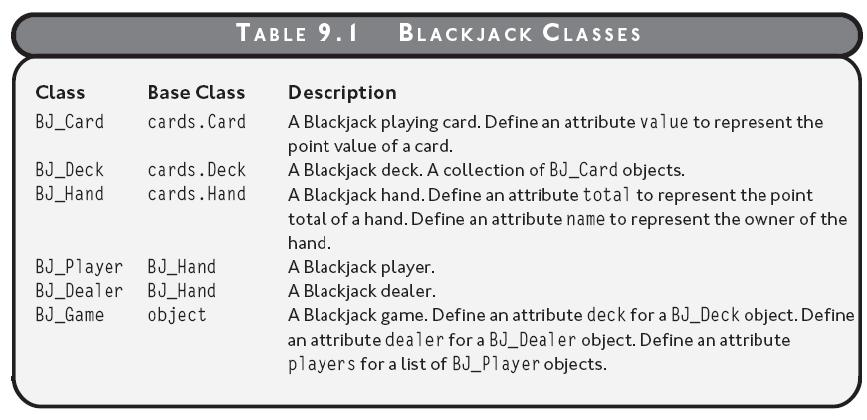 TABLE 9.1 BLACKJACK CLASSES
Class Base Class Description
BJ_Card cards.Card A Blackjack playing card. Define an attribute value to represent the
point value of a card.
BJ_Deck cards.Deck A Blackjack deck. A collection of BJ_Card objects.
BJ_Hand cards.Hand A Blackjack hand. Define an attribute total to represent the point
total of a hand. Define an attribute name to represent the owner of the
hand.
BJ_Player BJ_Hand A Blackjack player.
BJ_Dealer BJ_Hand A Blackjack dealer.
BJ_Game object A Blackjack game. Define an attribute deck for a BJ_Deck object. Define
an attribute dealer for a BJ_Dealer object. Define an attribute
players for a list of BJ_Player objects.